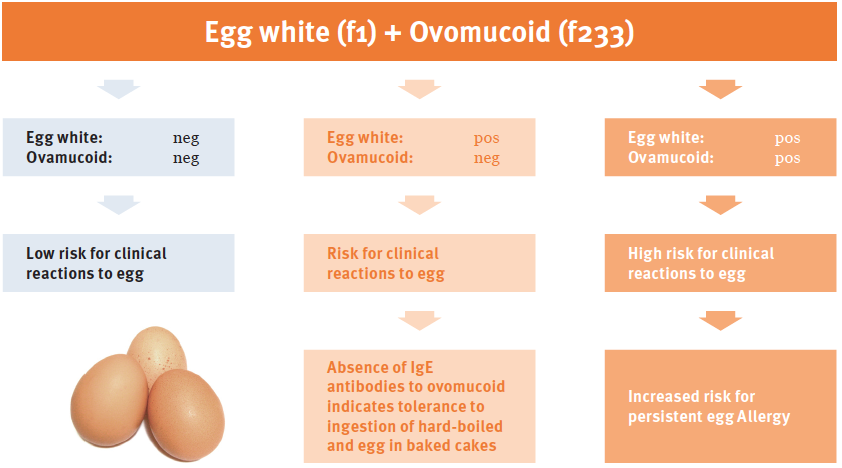 Egg white (f1) + Ovomucoid (f233)
Egg white: neg
Ovamucoid: neg
Low risk for clinical
reactions to egg
Egg white: pos
Ovamucoid: neg
Risk for clinical
reactions to egg
Absence of IgE
antibodies to ovomucoid
indicates tolerance to
ingestion of hard-boiled
and egg in baked cakes
Egg white: pos
Ovamucoid: pos
High risk for clinical
reactions to egg
Increased risk for
persistent egg Allergy